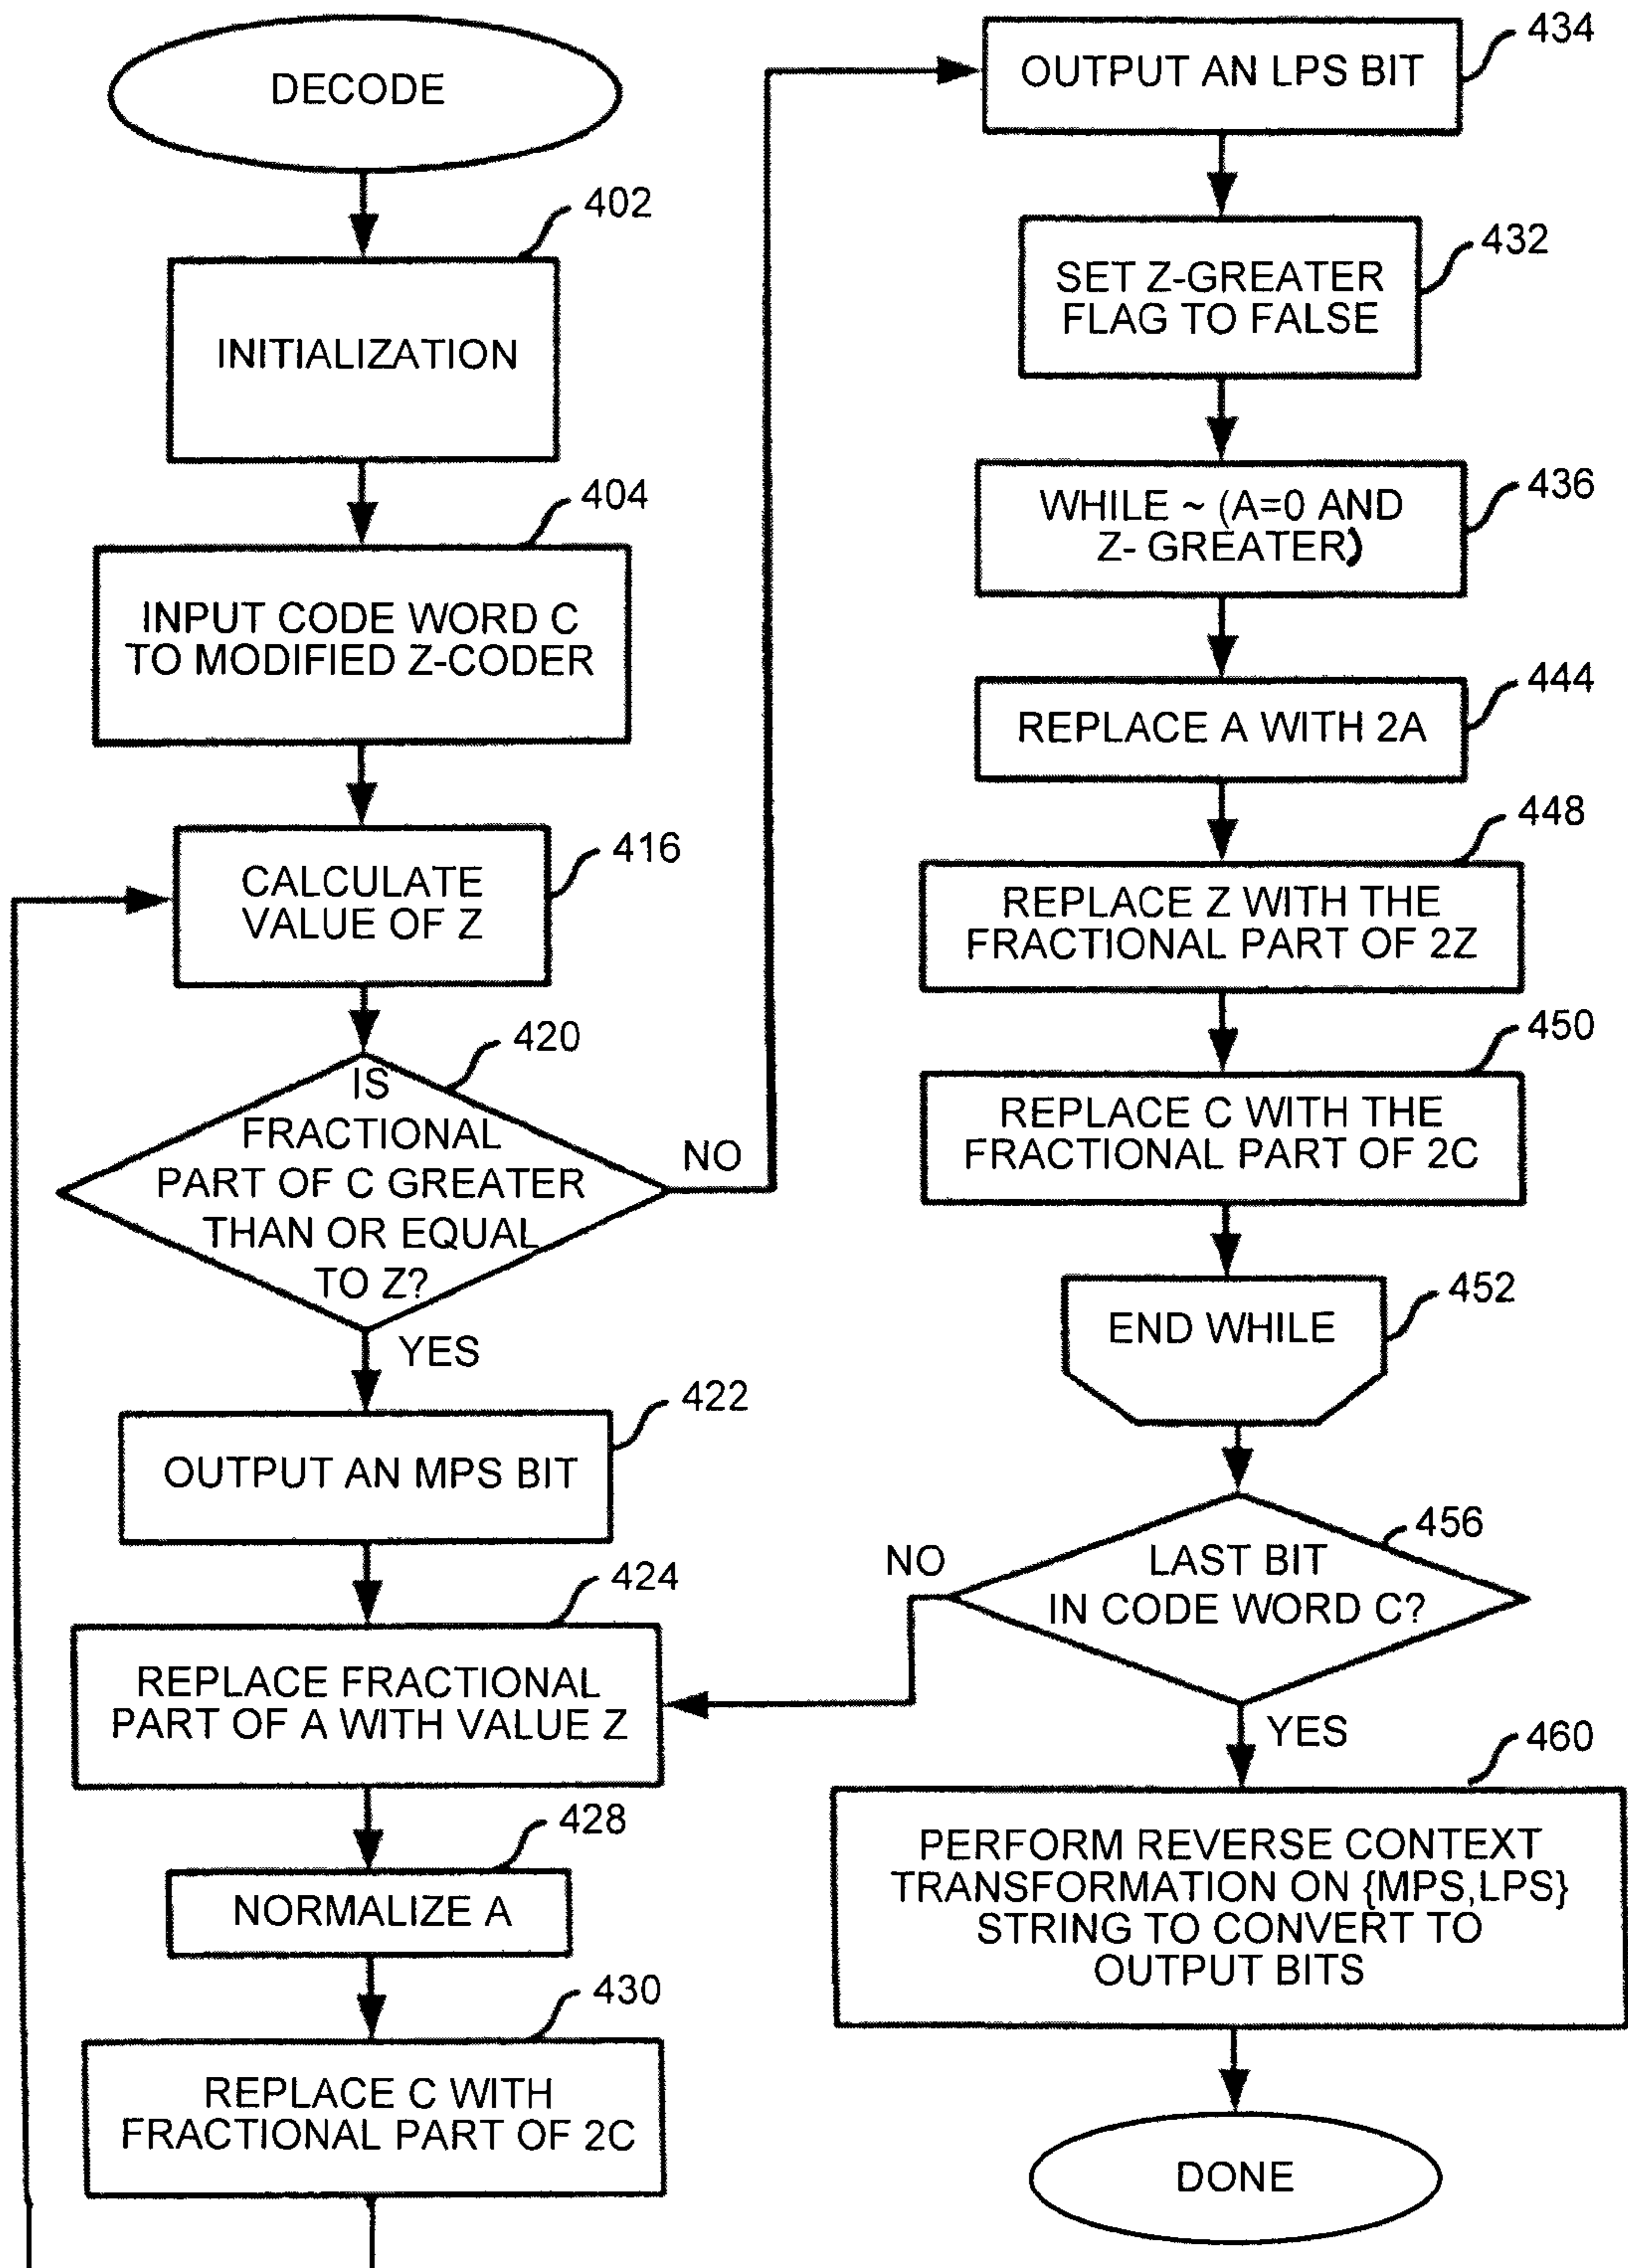 DECODE
402
INITIALIZATION
404
INPUT CODE WORD C
TO MODIFIED Z-CODER
416
CALCULATE
VALUE OF Z
420
IS
FRACTIONAL
PART OF C GREATER
THAN OR EQUAL
TO Z?
NO
YES
422
OUTPUT AN MPS BIT
424
REPLACE FRACTIONAL
PART OF A WITH VALUE Z
428
NORMALIZE A
430
REPLACE C WITH
FRACTIONAL PART OF 2C
434
OUTPUT AN LPS BIT
432
SET Z-GREATER
FLAG TO FALSE
436
WHILE ~ (A=0 AND
Z- GREATER)
444
REPLACE A WITH 2A
448
REPLACE Z WITH THE
FRACTIONAL PART OF 2Z
450
REPLACE C WITH THE
FRACTIONAL PART OF 2C
452
END WHILE
456
LAST BIT
IN CODE WORD C?
NO
YES
460
PERFORM REVERSE CONTEXT
TRANSFORMATION ON {MPS,LPS}
STRING TO CONVERT TO
OUTPUT BITS
DONE